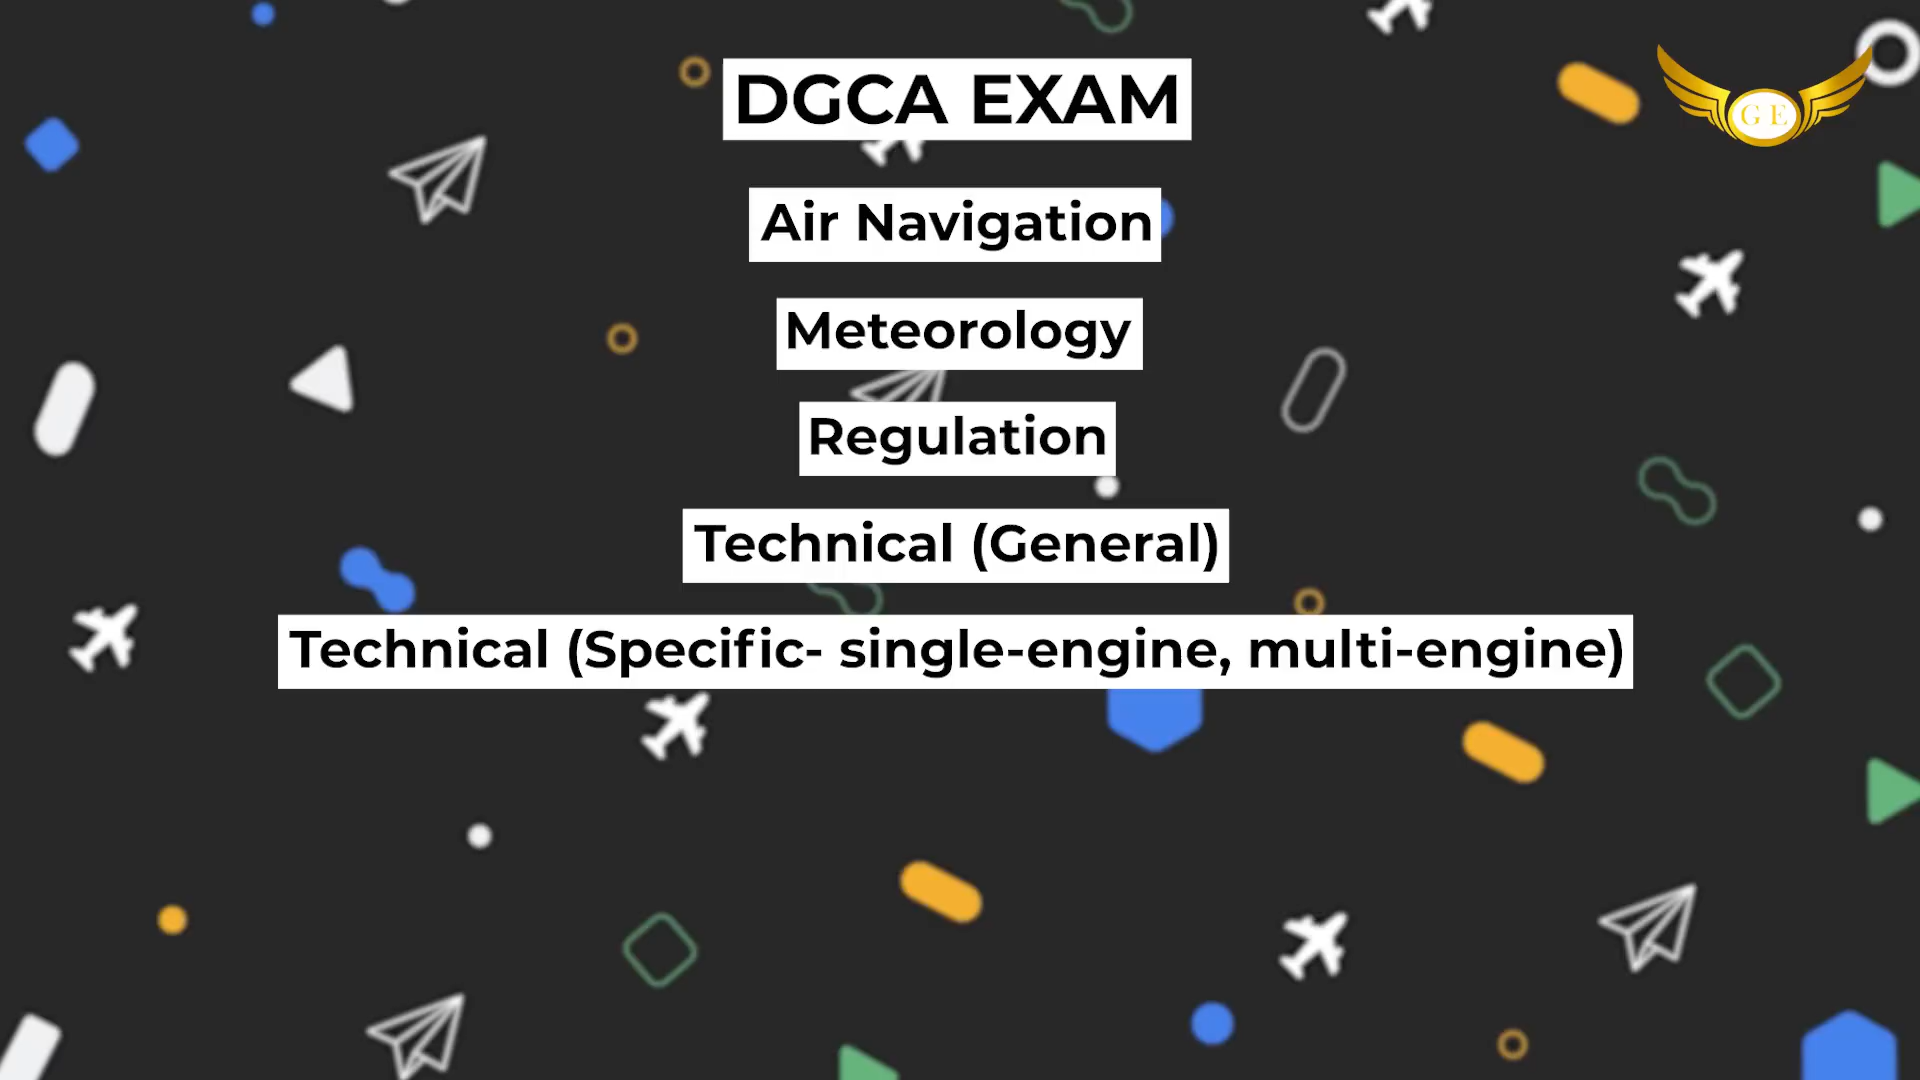 DGCA EXAM
G E
Air Navigation
Meteorology
Regulation
Technical (General)
Technical (Specific- single-engine, multi-engine)